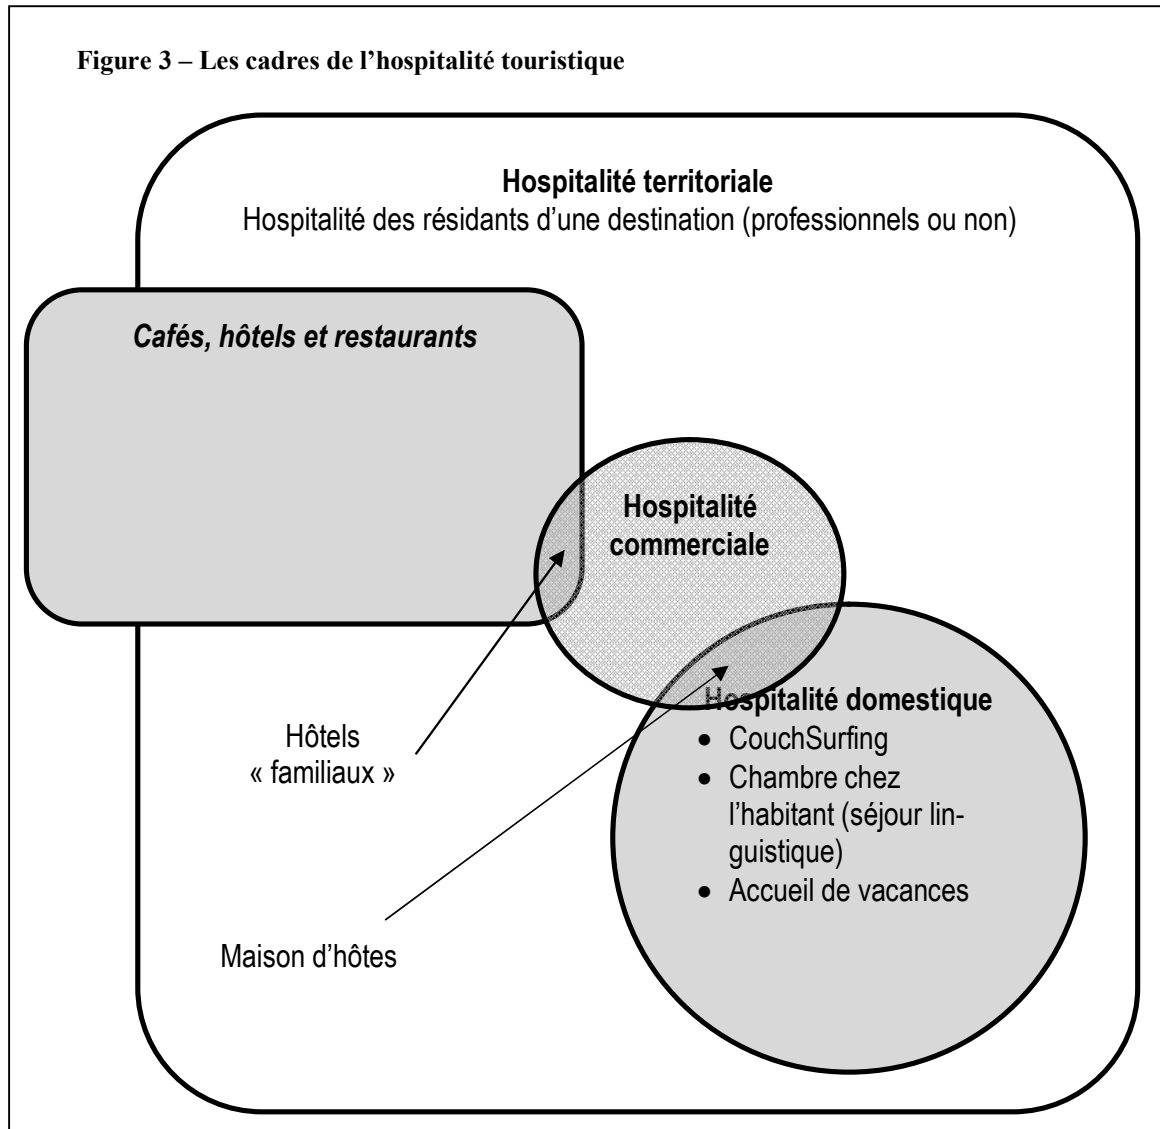 Figure 3 – Les cadres de l’hospitalité touristique
Hospitalité territoriale
Hospitalité des résidants d’une destination (professionnels ou non)
Cafés, hôtels et restaurants
Hospitalité
commerciale
Hospitalité domestique
• CouchSurfing
• Chambre chez
l’habitant (séjour lin-
guistique)
• Accueil de vacances
Hôtels
« familiaux »
Maison d’hôtes